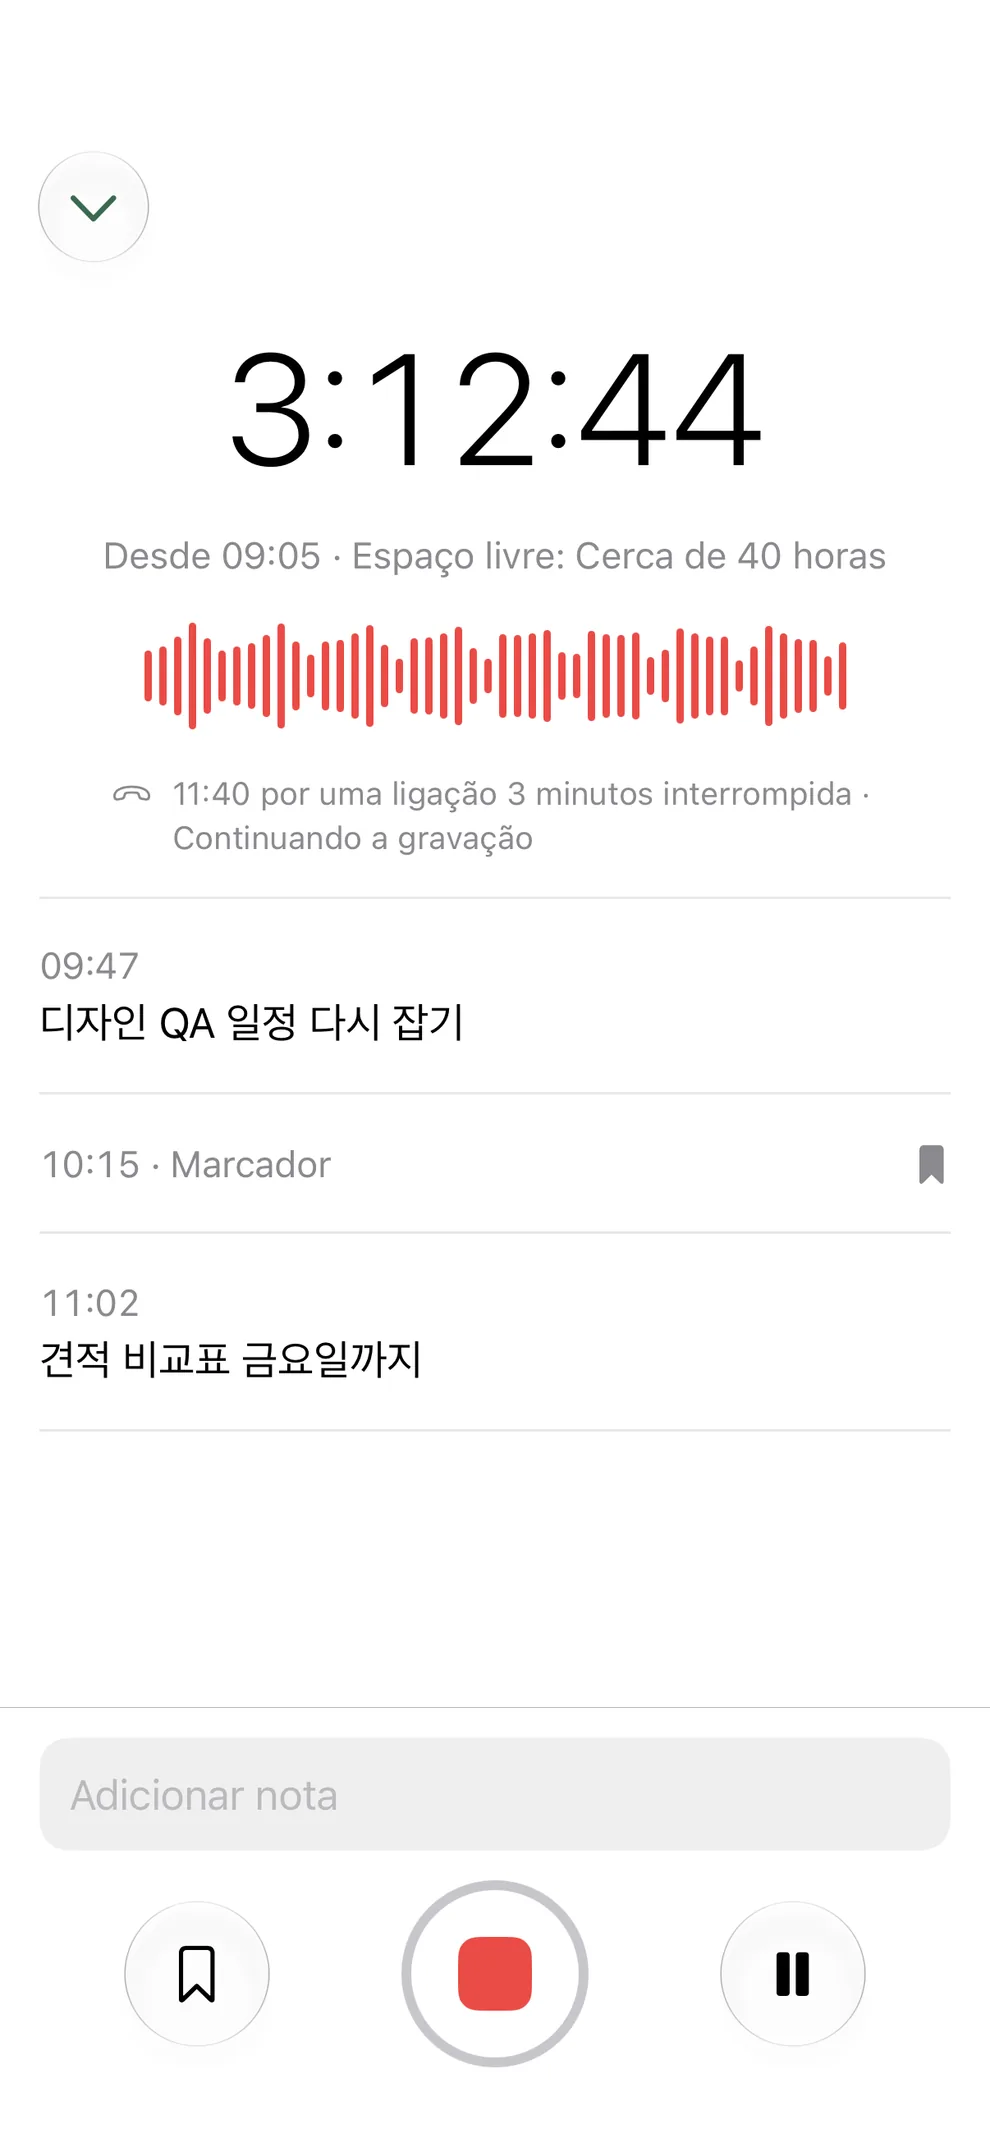 3:12:44
Desde 09:05 · Espaço livre: Cerca de 40 horas
11:40 por uma ligação 3 minutos interrompida ·
Continuando a gravação
09:47
디자인 QA 일정 다시 잡기
10:15 · Marcador
11:02
견적 비교표 금요일까지
Adicionar nota